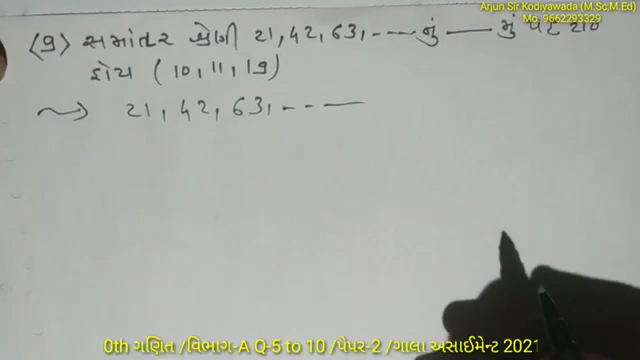 Arjun Sir Kodiyawada (M.Sc,M.Ed)
Mo: 9662293329
(9) સમાંતર શ્રેણી 21, 42, 63, --- નું —— મું પદ 210
હોય (10, 11, 19)
21, 42, 63, ---
0th ગણિત /વિભાગ-A Q-5 to 10 /પેપર-2 /ગાલા અસાઈમેન્ટ 2021